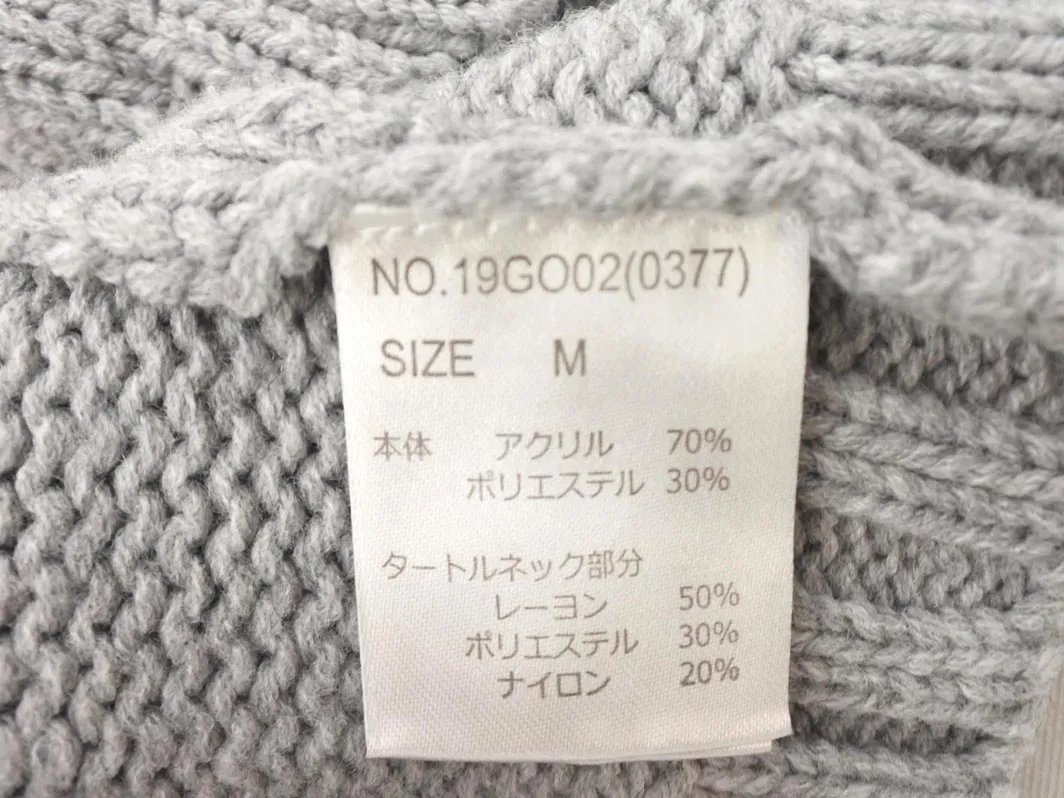 NO.19GO02(0377)
SIZE M
本体 アクリル 70%
ポリエステル 30%
タートルネック部分
レーヨン 50%
ポリエステル 30%
ナイロン 20%